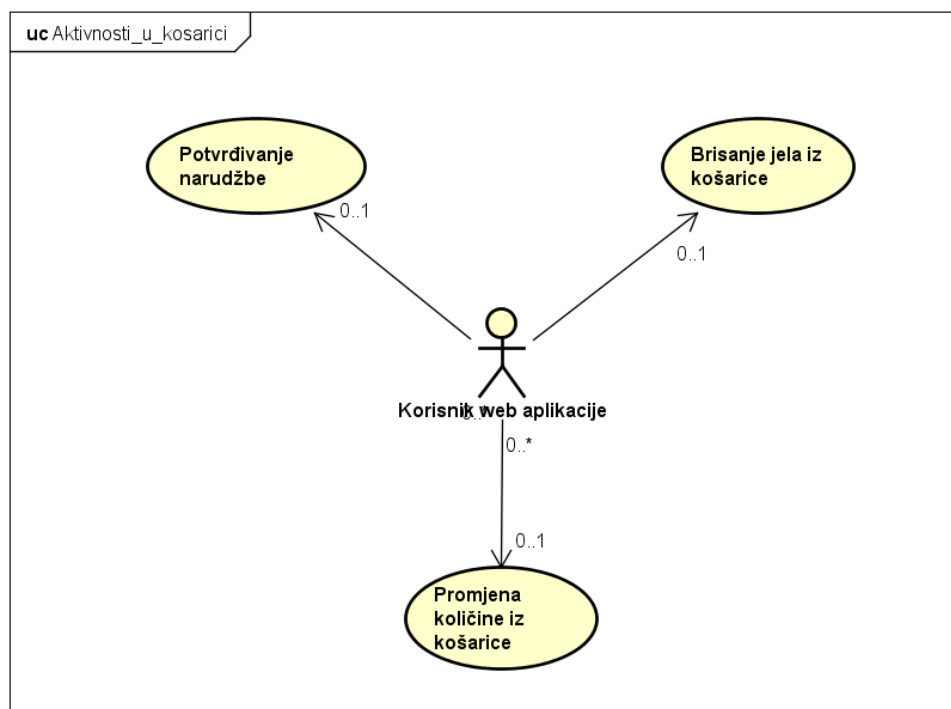 uc Aktivnosti_u_kosarici
Potvrđivanje
narudžbe
Brisanje jela iz
košarice
0..1
0..1
Korisnik web aplikacije
0..*
0..1
Promjena
količine iz
košarice